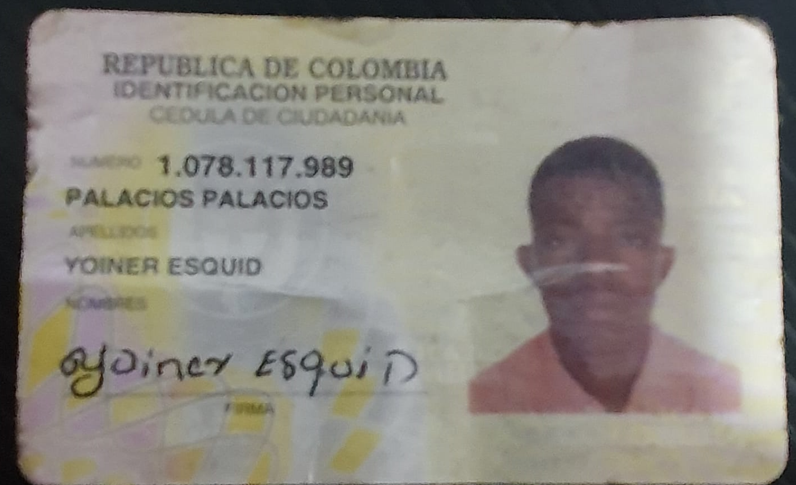 REPUBLICA DE COLOMBIA
IDENTIFICACION PERSONAL
CEDULA DE CIUDADANIA
NUMERO 1.078.117.989
PALACIOS PALACIOS
APELLIDOS
YOINER ESQUID
NOMBRES
Yoiner ESquiD
FIRMA